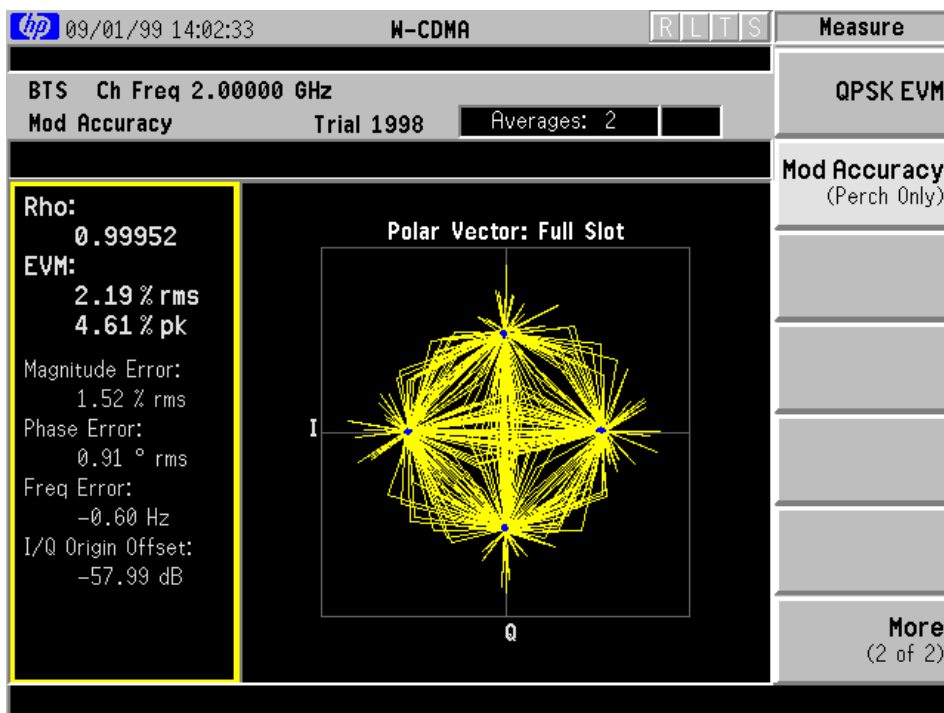 hp 09/01/99 14:02:33 W-CDMA R L T S Measure
BTS Ch Freq 2.00000 GHz
Mod Accuracy Trial 1998 Averages: 2
QPSK EVM
Mod Accuracy
(Perch Only)
Rho:
0.99952
EVM:
2.19 % rms
4.61 % pk
Magnitude Error:
1.52 % rms
Phase Error:
0.91 ° rms
Freq Error:
-0.60 Hz
I/Q Origin Offset:
-57.99 dB
Polar Vector: Full Slot
I
Q
More
(2 of 2)